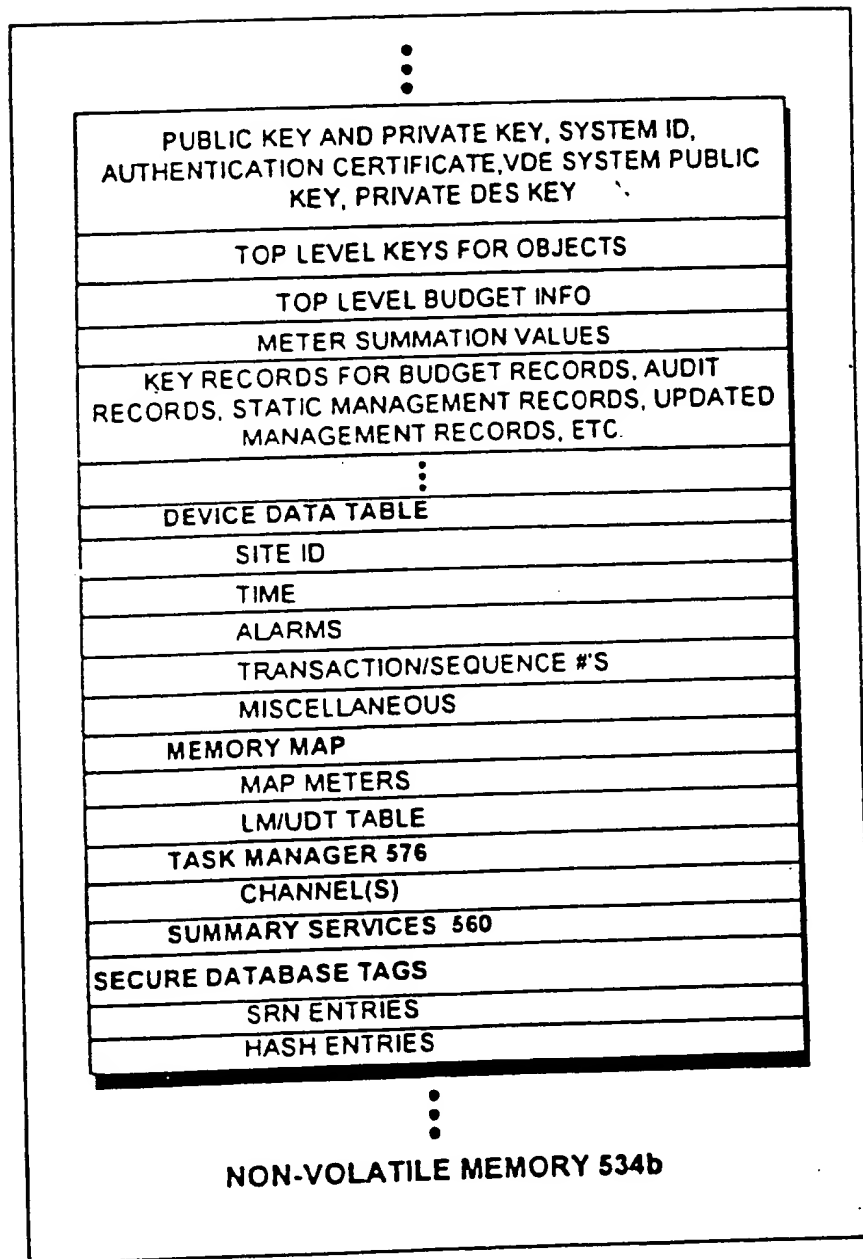 PUBLIC KEY AND PRIVATE KEY, SYSTEM ID,
AUTHENTICATION CERTIFICATE,VDE SYSTEM PUBLIC
KEY, PRIVATE DES KEY
TOP LEVEL KEYS FOR OBJECTS
TOP LEVEL BUDGET INFO
METER SUMMATION VALUES
KEY RECORDS FOR BUDGET RECORDS, AUDIT
RECORDS, STATIC MANAGEMENT RECORDS, UPDATED
MANAGEMENT RECORDS, ETC.
DEVICE DATA TABLE
SITE ID
TIME
ALARMS
TRANSACTION/SEQUENCE #'S
MISCELLANEOUS
MEMORY MAP
MAP METERS
LM/UDT TABLE
TASK MANAGER 576
CHANNEL(S)
SUMMARY SERVICES 560
SECURE DATABASE TAGS
SRN ENTRIES
HASH ENTRIES
NON-VOLATILE MEMORY 534b